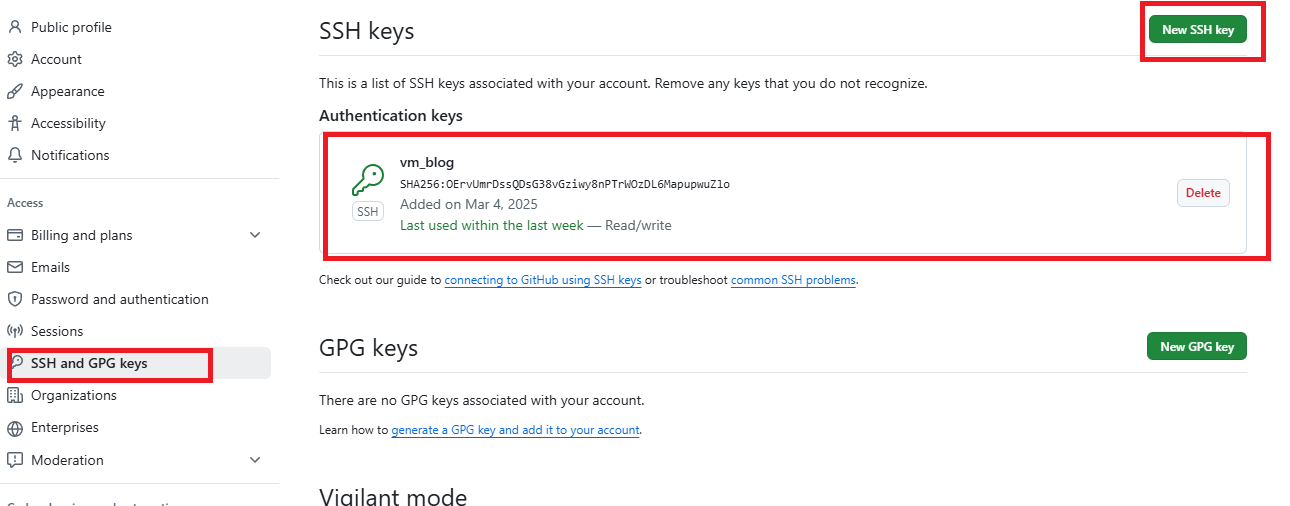 Public profile
Account
Appearance
Accessibility
Notifications
Access
Billing and plans
Emails
Password and authentication
Sessions
SSH and GPG keys
Organizations
Enterprises
Moderation
SSH keys
New SSH key
This is a list of SSH keys associated with your account. Remove any keys that you do not recognize.
Authentication keys
vm_blog
SHA256:OErvUmrDssQDsG38vGziwy8nPTrWOzDL6MapupwuZlo
SSH
Added on Mar 4, 2025
Last used within the last week — Read/write
Delete
Check out our guide to connecting to GitHub using SSH keys or troubleshoot common SSH problems.
GPG keys
New GPG key
There are no GPG keys associated with your account.
Learn how to generate a GPG key and add it to your account.
Vigilant mode